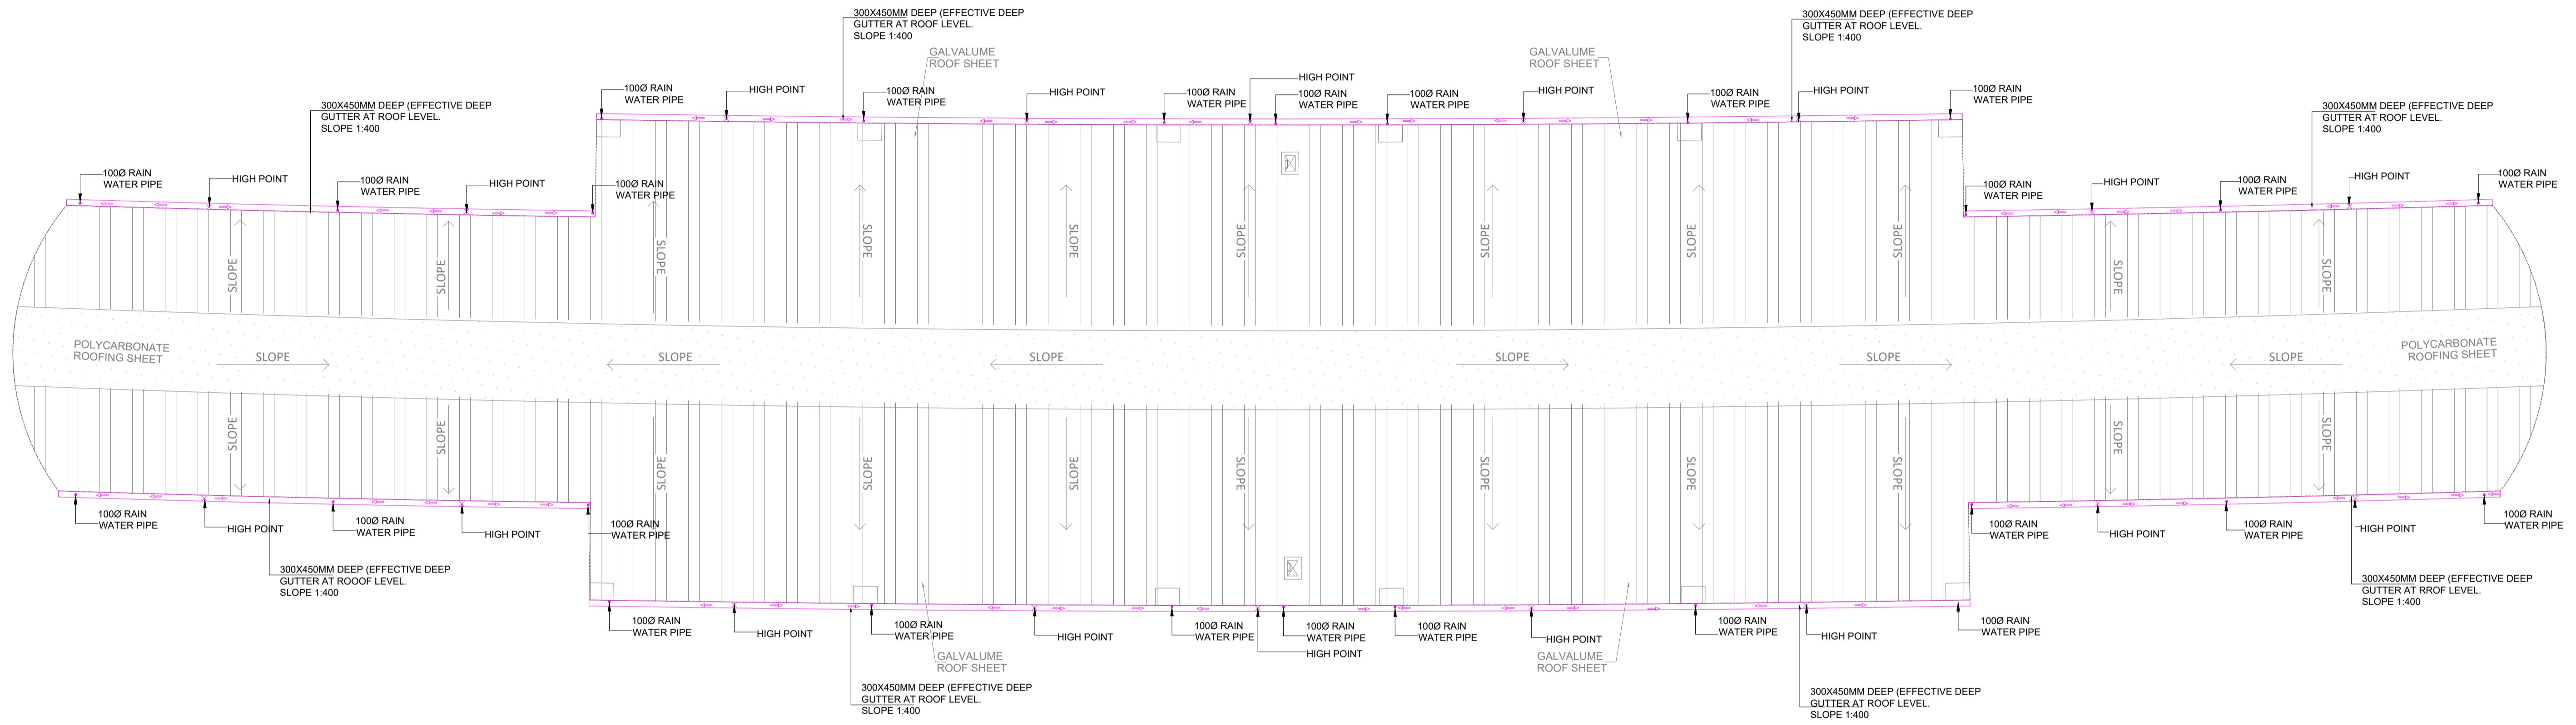 300X450MM DEEP (EFFECTIVE DEEP
GUTTER AT ROOF LEVEL.
SLOPE 1:400
300X450MM DEEP (EFFECTIVE DEEP
GUTTER AT ROOF LEVEL.
SLOPE 1:400
GALVALUME
ROOF SHEET
GALVALUME
ROOF SHEET
300X450MM DEEP (EFFECTIVE DEEP
GUTTER AT ROOF LEVEL.
SLOPE 1:400
100Ø RAIN
WATER PIPE
HIGH POINT
100Ø RAIN
WATER PIPE
HIGH POINT
100Ø RAIN
WATER PIPE
HIGH POINT
100Ø RAIN
WATER PIPE
100Ø RAIN
WATER PIPE
HIGH POINT
100Ø RAIN
WATER PIPE
HIGH POINT
100Ø RAIN
WATER PIPE
300X450MM DEEP (EFFECTIVE DEEP
GUTTER AT ROOF LEVEL.
SLOPE 1:400
100Ø RAIN
WATER PIPE
HIGH POINT
100Ø RAIN
WATER PIPE
HIGH POINT
100Ø RAIN
WATER PIPE
100Ø RAIN
WATER PIPE
HIGH POINT
100Ø RAIN
WATER PIPE
HIGH POINT
100Ø RAIN
WATER PIPE
SLOPE
SLOPE
SLOPE
SLOPE
SLOPE
SLOPE
SLOPE
SLOPE
SLOPE
SLOPE
SLOPE
POLYCARBONATE
ROOFING SHEET
SLOPE
SLOPE
SLOPE
SLOPE
SLOPE
SLOPE
POLYCARBONATE
ROOFING SHEET
SLOPE
SLOPE
SLOPE
SLOPE
SLOPE
SLOPE
SLOPE
SLOPE
SLOPE
SLOPE
SLOPE
100Ø RAIN
WATER PIPE
HIGH POINT
100Ø RAIN
WATER PIPE
HIGH POINT
100Ø RAIN
WATER PIPE
100Ø RAIN
WATER PIPE
HIGH POINT
100Ø RAIN
WATER PIPE
HIGH POINT
100Ø RAIN
WATER PIPE
300X450MM DEEP (EFFECTIVE DEEP
GUTTER AT ROOOF LEVEL.
SLOPE 1:400
300X450MM DEEP (EFFECTIVE DEEP
GUTTER AT RROF LEVEL.
SLOPE 1:400
100Ø RAIN
WATER PIPE
HIGH POINT
100Ø RAIN
WATER PIPE
HIGH POINT
100Ø RAIN
WATER PIPE
100Ø RAIN
WATER PIPE
HIGH POINT
100Ø RAIN
WATER PIPE
HIGH POINT
100Ø RAIN
WATER PIPE
HIGH POINT
100Ø RAIN
WATER PIPE
GALVALUME
ROOF SHEET
GALVALUME
ROOF SHEET
300X450MM DEEP (EFFECTIVE DEEP
GUTTER AT ROOF LEVEL.
SLOPE 1:400
300X450MM DEEP (EFFECTIVE DEEP
GUTTER AT ROOF LEVEL.
SLOPE 1:400